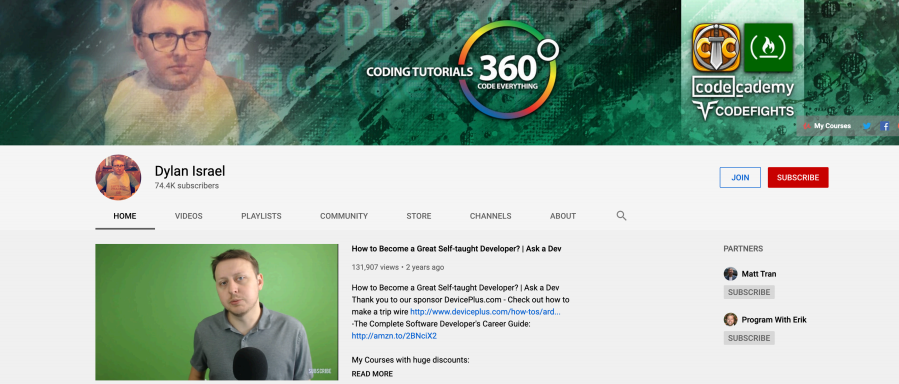 CODING TUTORIALS 360°
CODE EVERYTHING
CTC
code cademy
CODEFIGHTS
My Courses
Dylan Israel
74.4K subscribers
JOIN
SUBSCRIBE
HOME
VIDEOS
PLAYLISTS
COMMUNITY
STORE
CHANNELS
ABOUT
How to Become a Great Self-taught Developer? | Ask a Dev
131,907 views • 2 years ago
How to Become a Great Self-taught Developer? | Ask a Dev
Thank you to our sponsor DevicePlus.com - Check out how to
make a trip wire http://www.deviceplus.com/how-tos/ard...
-The Complete Software Developer's Career Guide:
http://amzn.to/2BNciX2
My Courses with huge discounts:
READ MORE
SUBSCRIBE
PARTNERS
Matt Tran
SUBSCRIBE
Program With Erik
SUBSCRIBE